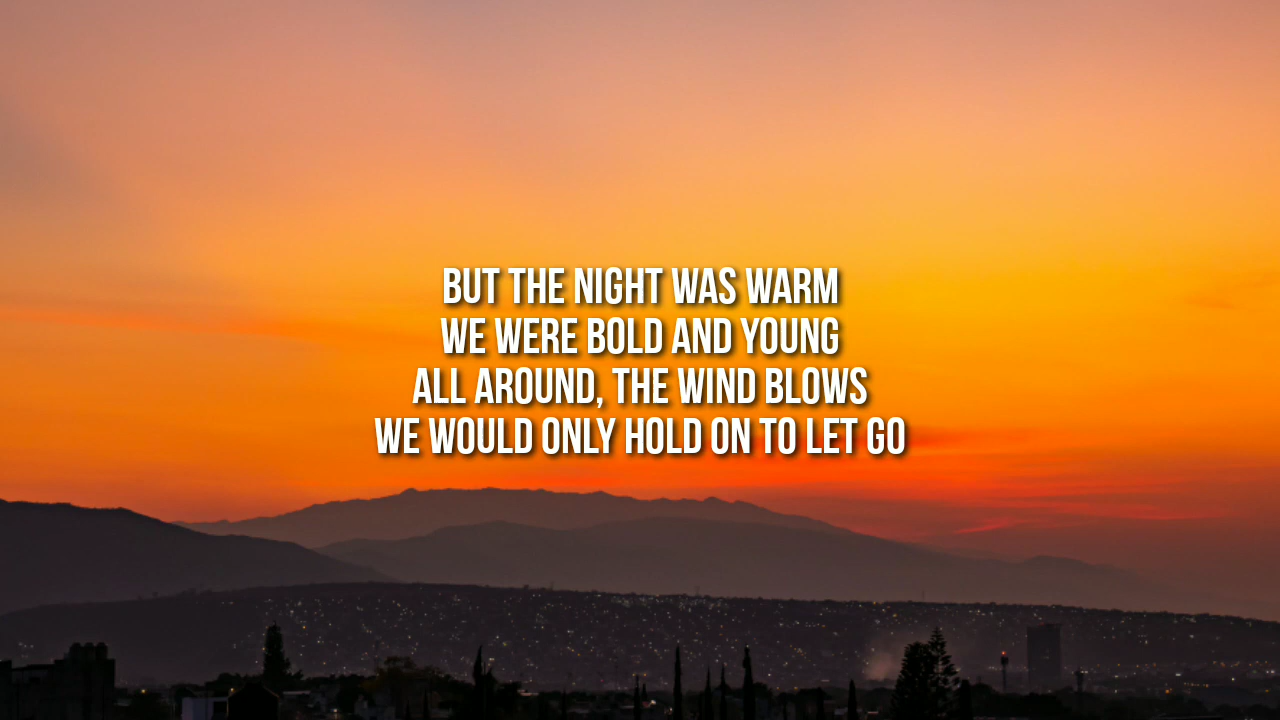 BUT THE NIGHT WAS WARM
WE WERE BOLD AND YOUNG
ALL AROUND, THE WIND BLOWS
WE WOULD ONLY HOLD ON TO LET GO